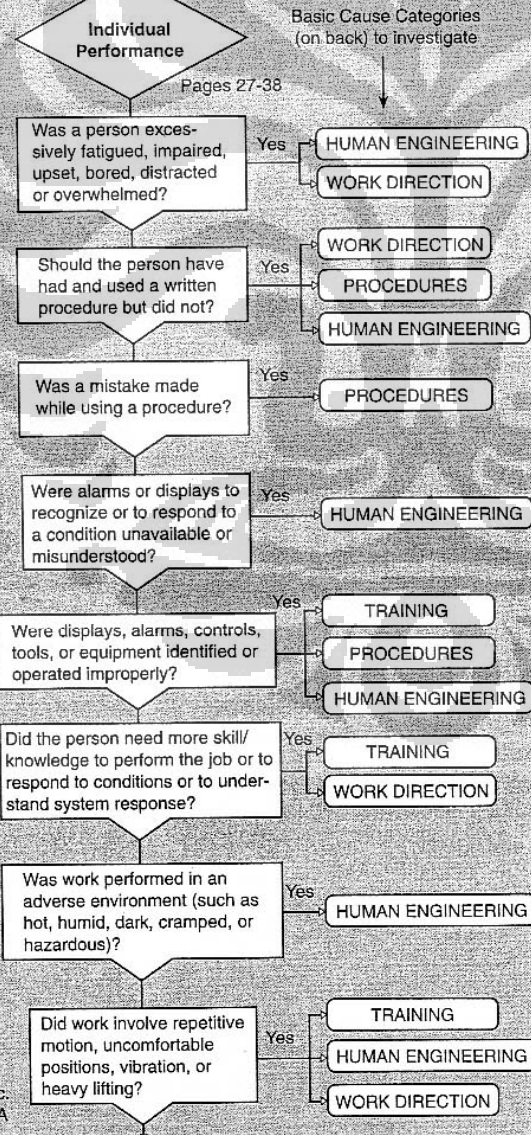 Individual
Performance
Basic Cause Categories
(on back) to investigate
Pages 27-38
Was a person exces-
sively fatigued, impaired,
upset, bored, distracted
or overwhelmed?
Yes
HUMAN ENGINEERING
WORK DIRECTION
Should the person have
had and used a written
procedure but did not?
Yes
WORK DIRECTION
PROCEDURES
HUMAN ENGINEERING
Was a mistake made
while using a procedure?
Yes
PROCEDURES
Were alarms or displays to
recognize or to respond to
a condition unavailable or
misunderstood?
Yes
HUMAN ENGINEERING
Were displays, alarms, controls,
tools, or equipment identified or
operated improperly?
Yes
TRAINING
PROCEDURES
HUMAN ENGINEERING
Did the person need more skill/
knowledge to perform the job or to
respond to conditions or to under-
stand system response?
Yes
TRAINING
WORK DIRECTION
Was work performed in an
adverse environment (such as
hot, humid, dark, cramped, or
hazardous)?
Yes
HUMAN ENGINEERING
Did work involve repetitive
motion, uncomfortable
positions, vibration, or
heavy lifting?
Yes
TRAINING
HUMAN ENGINEERING
WORK DIRECTION